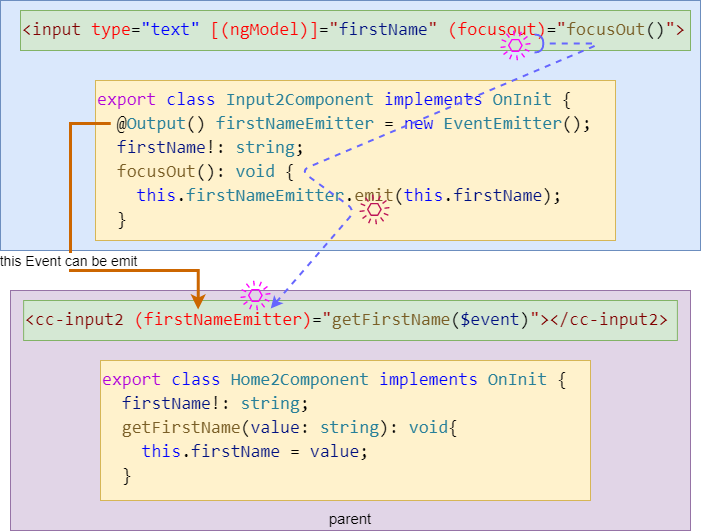 <input type="text" [(ngModel)]="firstName" (focusout)="focusOut()">
export class Input2Component implements OnInit {
@Output() firstNameEmitter = new EventEmitter();
firstName!: string;
focusOut(): void {
this.firstNameEmitter.emit(this.firstName);
}
this Event can be emit
<cc-input2 (firstNameEmitter)="getFirstName($event)"></cc-input2>
export class Home2Component implements OnInit {
firstName!: string;
getFirstName(value: string): void{
this.firstName = value;
}
parent